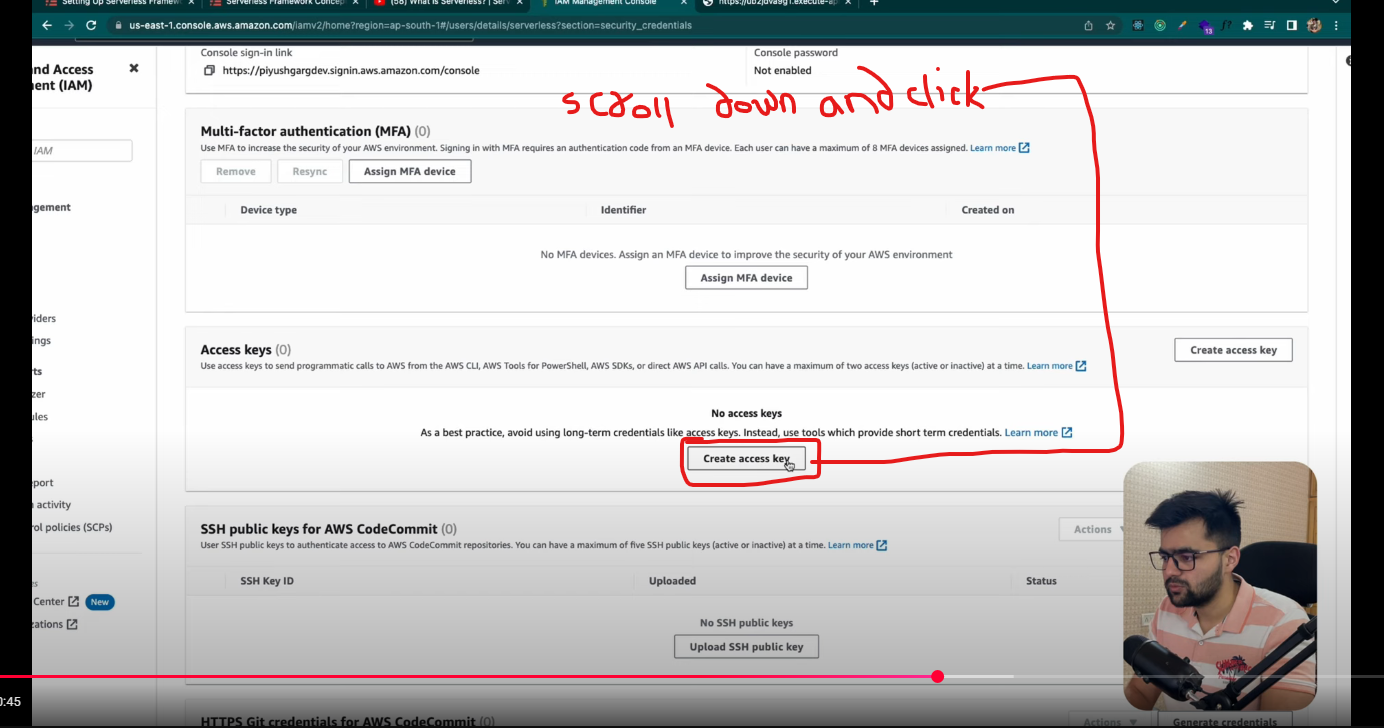 Setting Up Serverless Framew
Serverless Framework Concep
(58) What is Serverless? | Serv
IAM Management Console
https://ub2jdva9g1.execute-ap
us-east-1.console.aws.amazon.com/iamv2/home?region=ap-south-1#/users/details/serverless?section=security_credentials
13
Console sign-in link
Console password
https://piyushgargdev.signin.aws.amazon.com/console
Not enabled
nd Access
ent (IAM)
scroll down and click
IAM
Multi-factor authentication (MFA) (0)
Use MFA to increase the security of your AWS environment. Signing in with MFA requires an authentication code from an MFA device. Each user can have a maximum of 8 MFA devices assigned. Learn more
Remove
Resync
Assign MFA device
gement
Device type
Identifier
Created on
No MFA devices. Assign an MFA device to improve the security of your AWS environment
Assign MFA device
viders
ings
rts
zer
ules
Access keys (0)
Create access key
Use access keys to send programmatic calls to AWS from the AWS CLI, AWS Tools for PowerShell, AWS SDKs, or direct AWS API calls. You can have a maximum of two access keys (active or inactive) at a time. Learn more
No access keys
As a best practice, avoid using long-term credentials like access keys. Instead, use tools which provide short term credentials. Learn more
Create access key
eport
activity
rol policies (SCPs)
es
Center
New
zations
SSH public keys for AWS CodeCommit (0)
Actions
User SSH public keys to authenticate access to AWS CodeCommit repositories. You can have a maximum of five SSH public keys (active or inactive) at a time. Learn more
SSH Key ID
Uploaded
Status
No SSH public keys
Upload SSH public key
0:45
HTTPS Git credentials for AWS CodeCommit (0)
Actions
Generate credentials